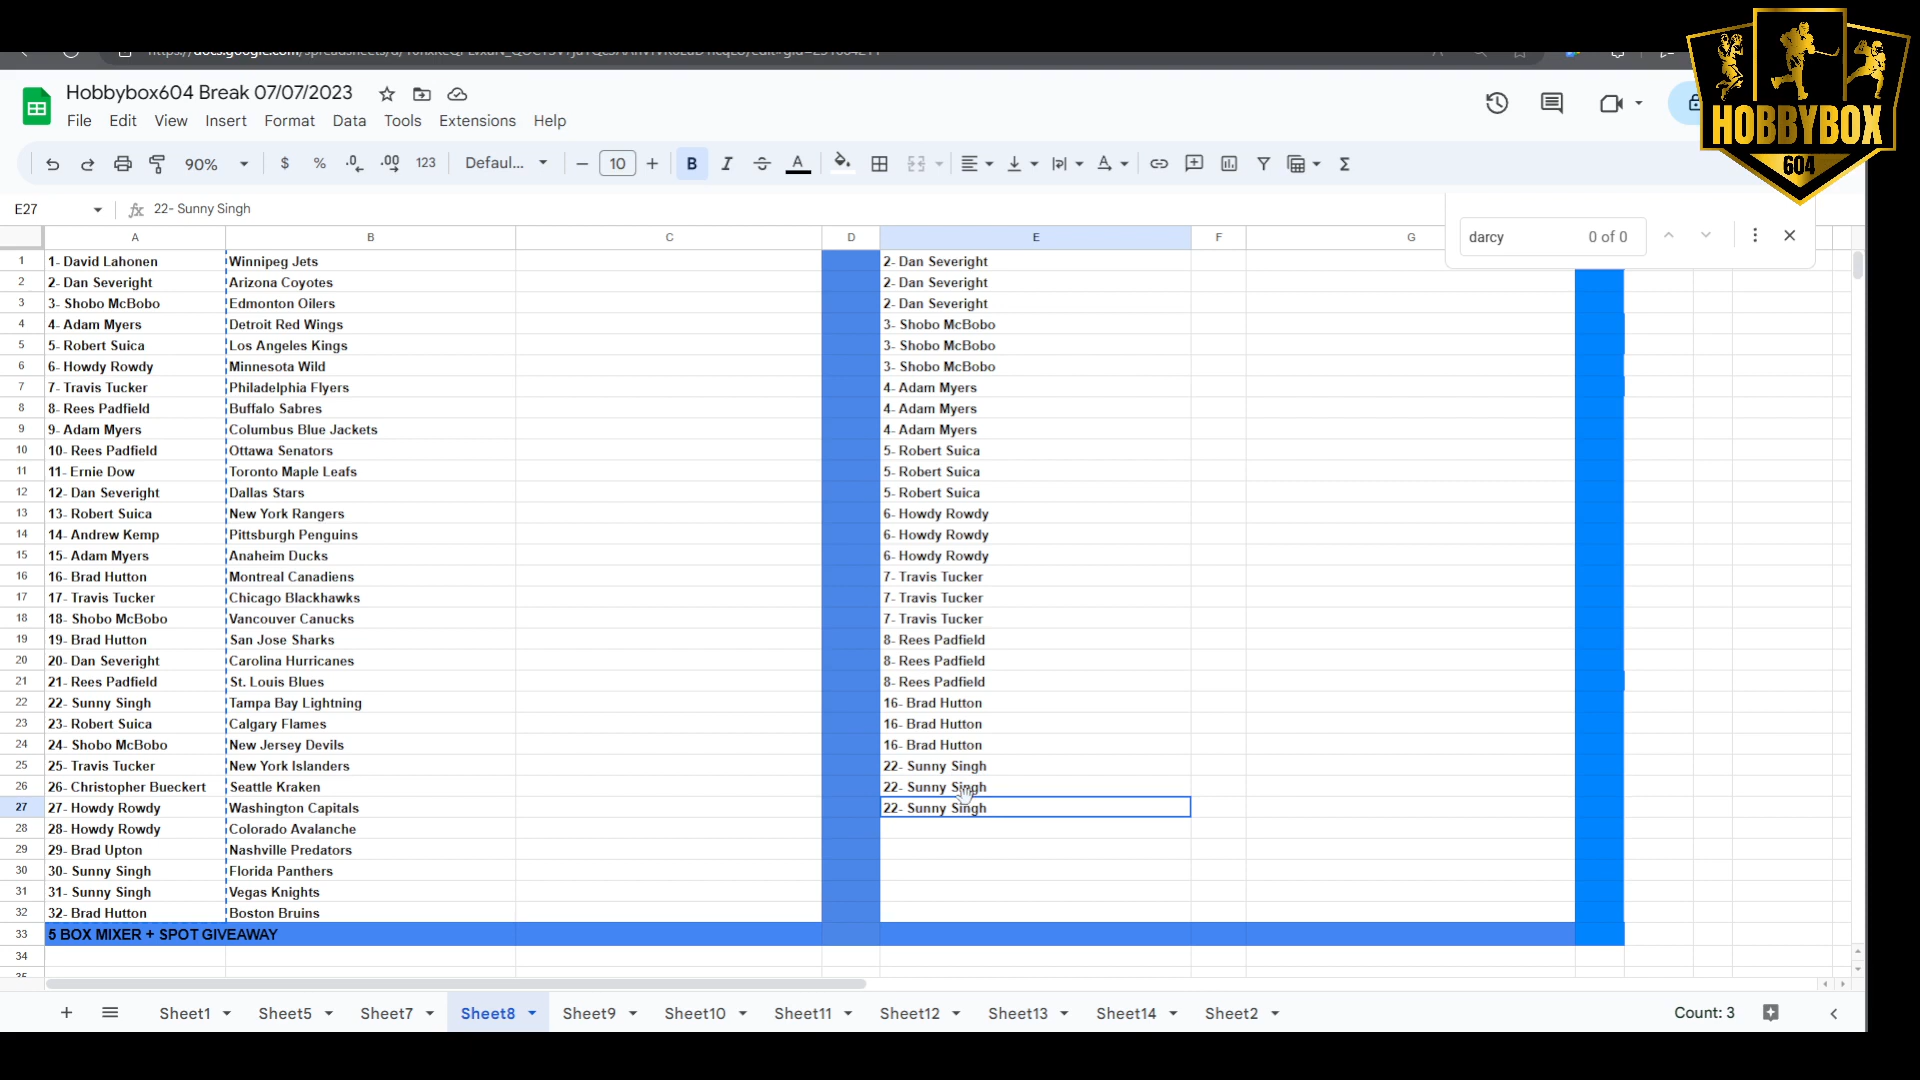 Hobbybox604 Break 07/07/2023
File Edit View Insert Format Data Tools Extensions Help
HOBBYBOX
604
90% $ % .0 .00 123 Defaul... 10 B I A Σ
E27 fx 22- Sunny Singh
darcy 0 of 0
A B C D E F G
1 1- David Lahonen Winnipeg Jets 2- Dan Severight
2 2- Dan Severight Arizona Coyotes 2- Dan Severight
3 3- Shobo McBobo Edmonton Oilers 2- Dan Severight
4 4- Adam Myers Detroit Red Wings 3- Shobo McBobo
5 5- Robert Suica Los Angeles Kings 3- Shobo McBobo
6 6- Howdy Rowdy Minnesota Wild 3- Shobo McBobo
7 7- Travis Tucker Philadelphia Flyers 4- Adam Myers
8 8- Rees Padfield Buffalo Sabres 4- Adam Myers
9 9- Adam Myers Columbus Blue Jackets 4- Adam Myers
10 10- Rees Padfield Ottawa Senators 5- Robert Suica
11 11- Ernie Dow Toronto Maple Leafs 5- Robert Suica
12 12- Dan Severight Dallas Stars 5- Robert Suica
13 13- Robert Suica New York Rangers 6- Howdy Rowdy
14 14- Andrew Kemp Pittsburgh Penguins 6- Howdy Rowdy
15 15- Adam Myers Anaheim Ducks 6- Howdy Rowdy
16 16- Brad Hutton Montreal Canadiens 7- Travis Tucker
17 17- Travis Tucker Chicago Blackhawks 7- Travis Tucker
18 18- Shobo McBobo Vancouver Canucks 7- Travis Tucker
19 19- Brad Hutton San Jose Sharks 8- Rees Padfield
20 20- Dan Severight Carolina Hurricanes 8- Rees Padfield
21 21- Rees Padfield St. Louis Blues 8- Rees Padfield
22 22- Sunny Singh Tampa Bay Lightning 16- Brad Hutton
23 23- Robert Suica Calgary Flames 16- Brad Hutton
24 24- Shobo McBobo New Jersey Devils 16- Brad Hutton
25 25- Travis Tucker New York Islanders 22- Sunny Singh
26 26- Christopher Bueckert Seattle Kraken 22- Sunny Singh
27 27- Howdy Rowdy Washington Capitals 22- Sunny Singh
28 28- Howdy Rowdy Colorado Avalanche
29 29- Brad Upton Nashville Predators
30 30- Sunny Singh Florida Panthers
31 31- Sunny Singh Vegas Knights
32 32- Brad Hutton Boston Bruins
33 5 BOX MIXER + SPOT GIVEAWAY
34
35
Sheet1 Sheet5 Sheet7 Sheet8 Sheet9 Sheet10 Sheet11 Sheet12 Sheet13 Sheet14 Sheet2 Count: 3